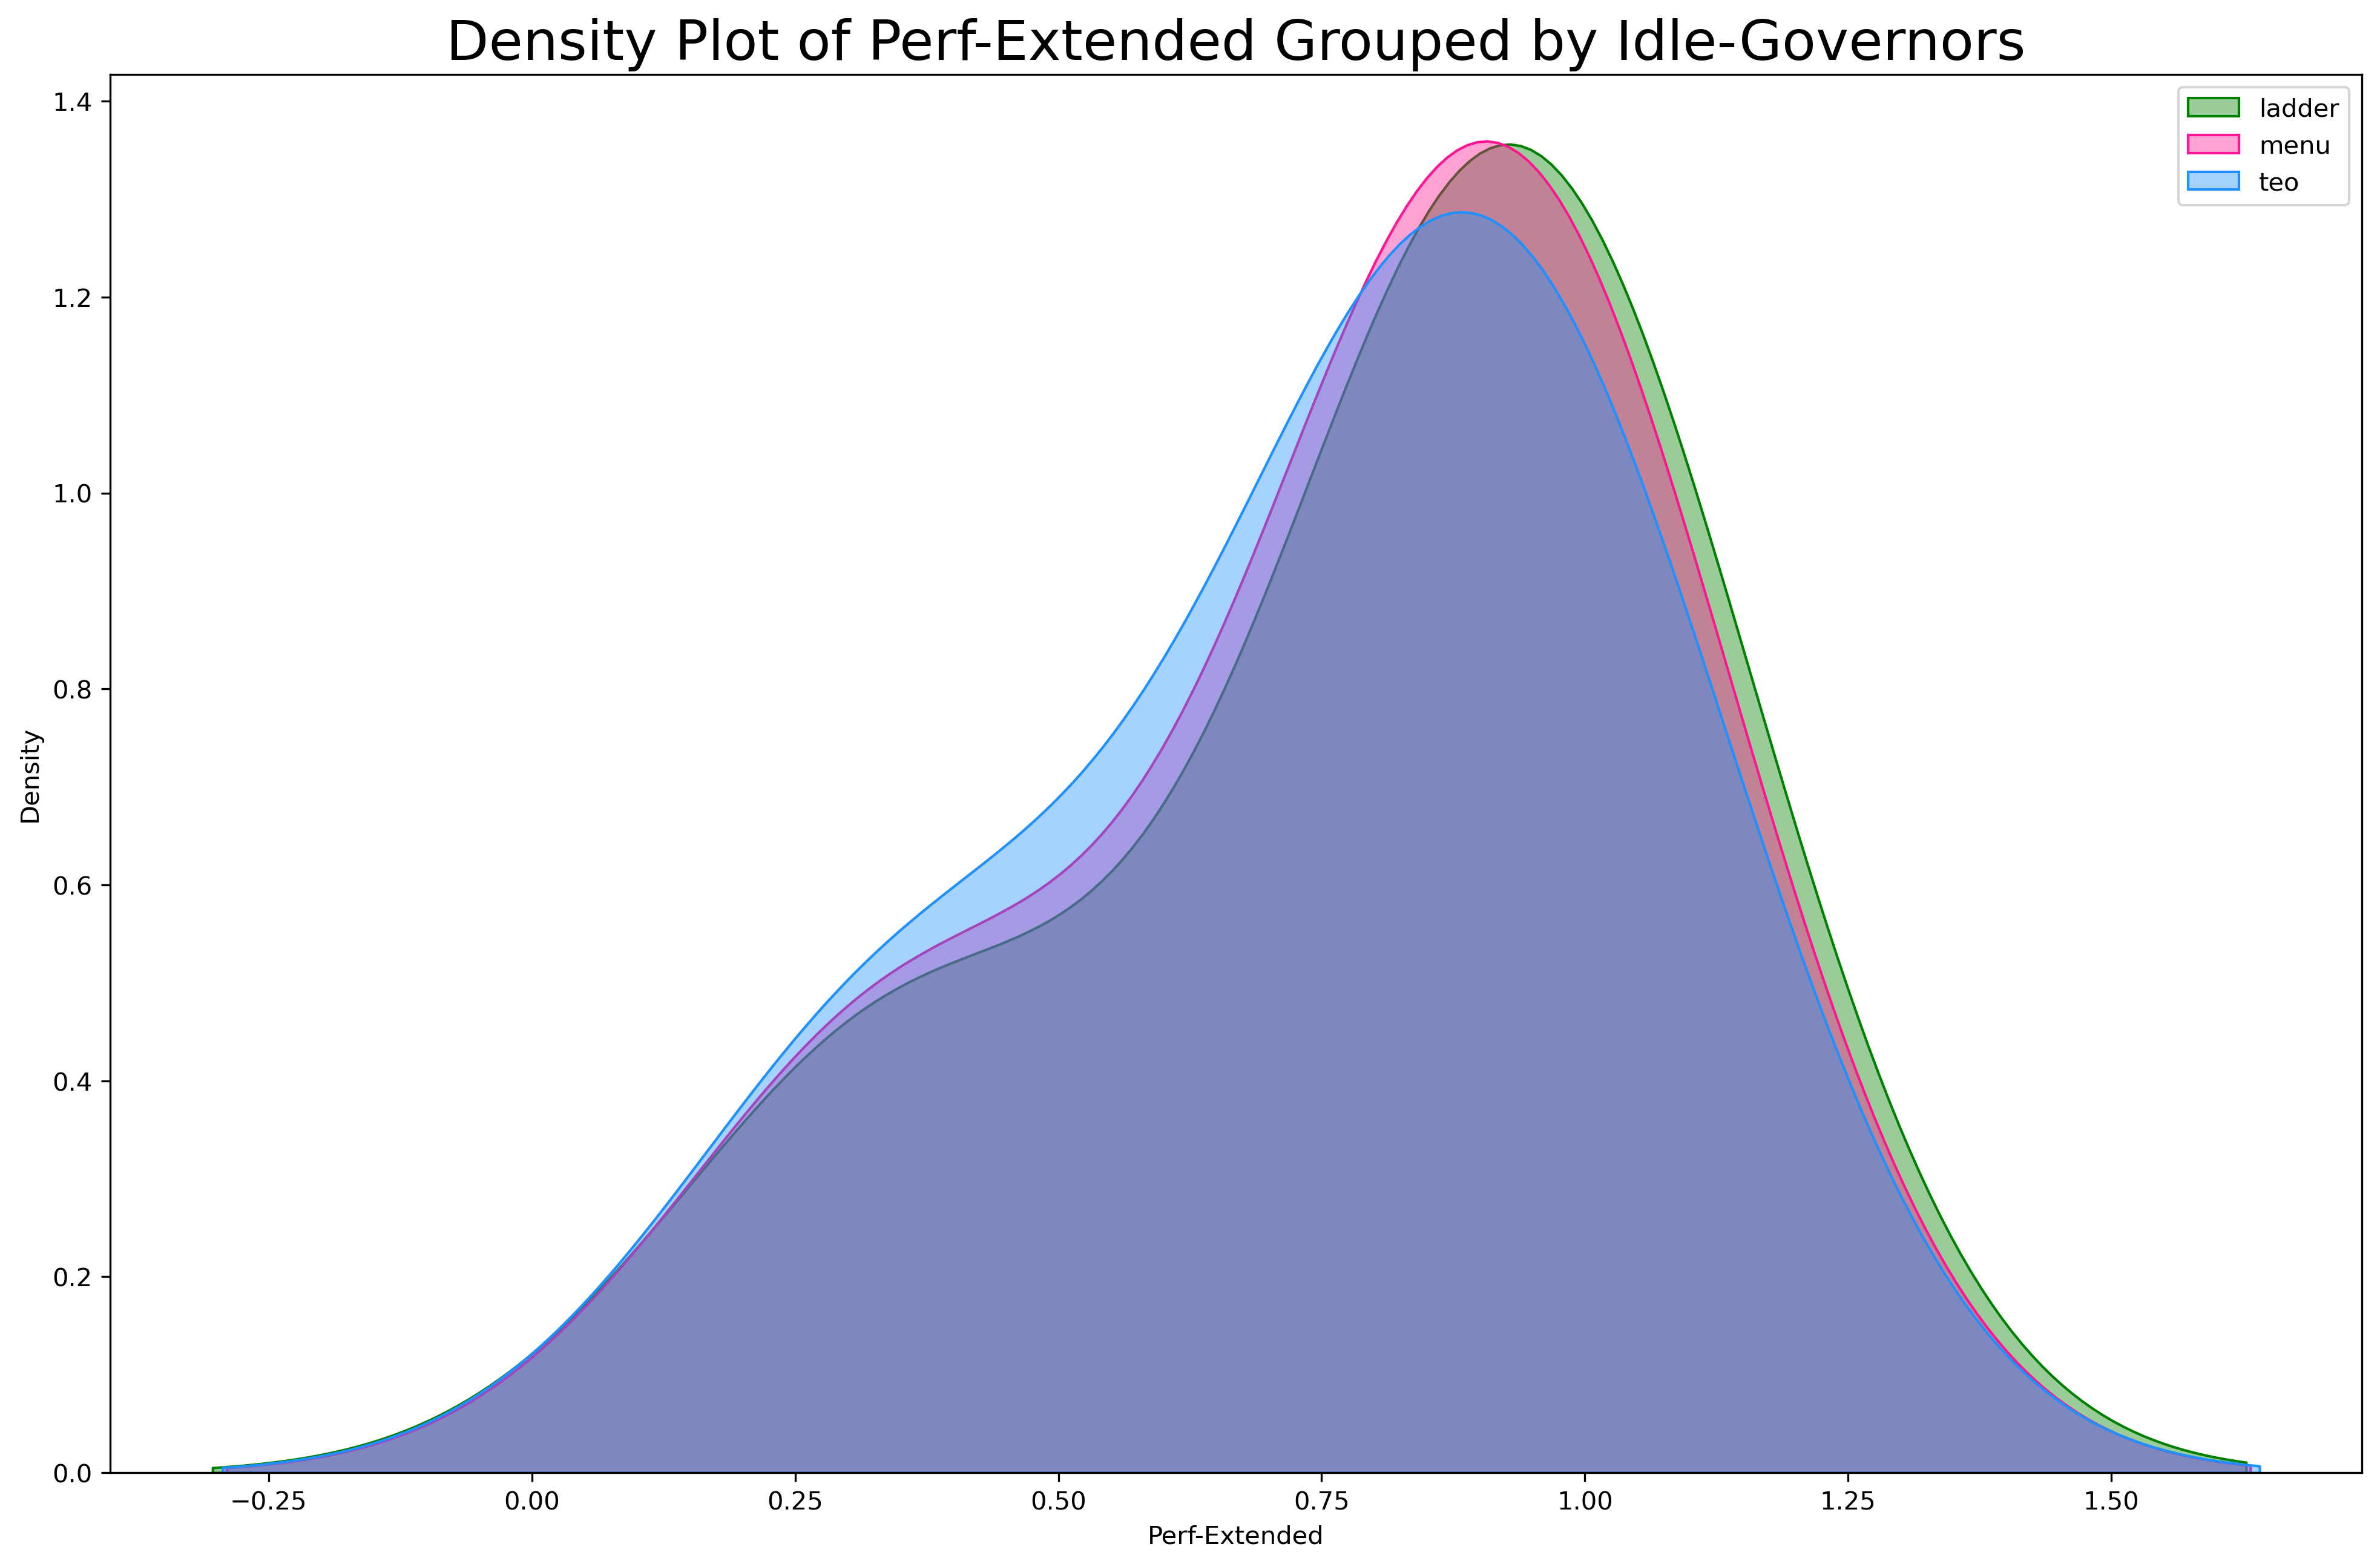 Density Plot of Perf-Extended Grouped by Idle-Governors
ladder
menu
teo
1.4
1.2
1.0
0.8
0.6
0.4
0.2
0.0
Density
−0.25
0.00
0.25
0.50
0.75
1.00
1.25
1.50
Perf-Extended